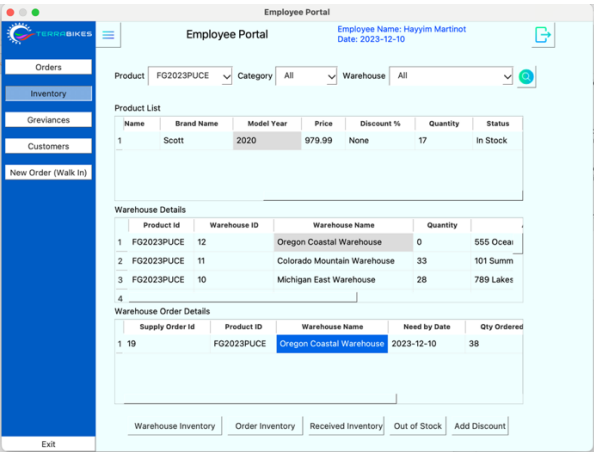 Employee Portal
TERRABIKES
Employee Portal
Employee Name: Hayyim Martinot
Date: 2023-12-10
Orders
Inventory
Greviances
Customers
New Order (Walk In)
Exit
Product FG2023PUCE Category All Warehouse All
Product List
Name Brand Name Model Year Price Discount % Quantity Status
1 Scott 2020 979.99 None 17 In Stock
Warehouse Details
Product Id Warehouse ID Warehouse Name Quantity
1 FG2023PUCE 12 Oregon Coastal Warehouse 0 555 Ocea
2 FG2023PUCE 11 Colorado Mountain Warehouse 33 101 Summ
3 FG2023PUCE 10 Michigan East Warehouse 28 789 Lakes
4
Warehouse Order Details
Supply Order Id Product ID Warehouse Name Need by Date Qty Ordered
1 19 FG2023PUCE Oregon Coastal Warehouse 2023-12-10 38
Warehouse Inventory Order Inventory Received Inventory Out of Stock Add Discount